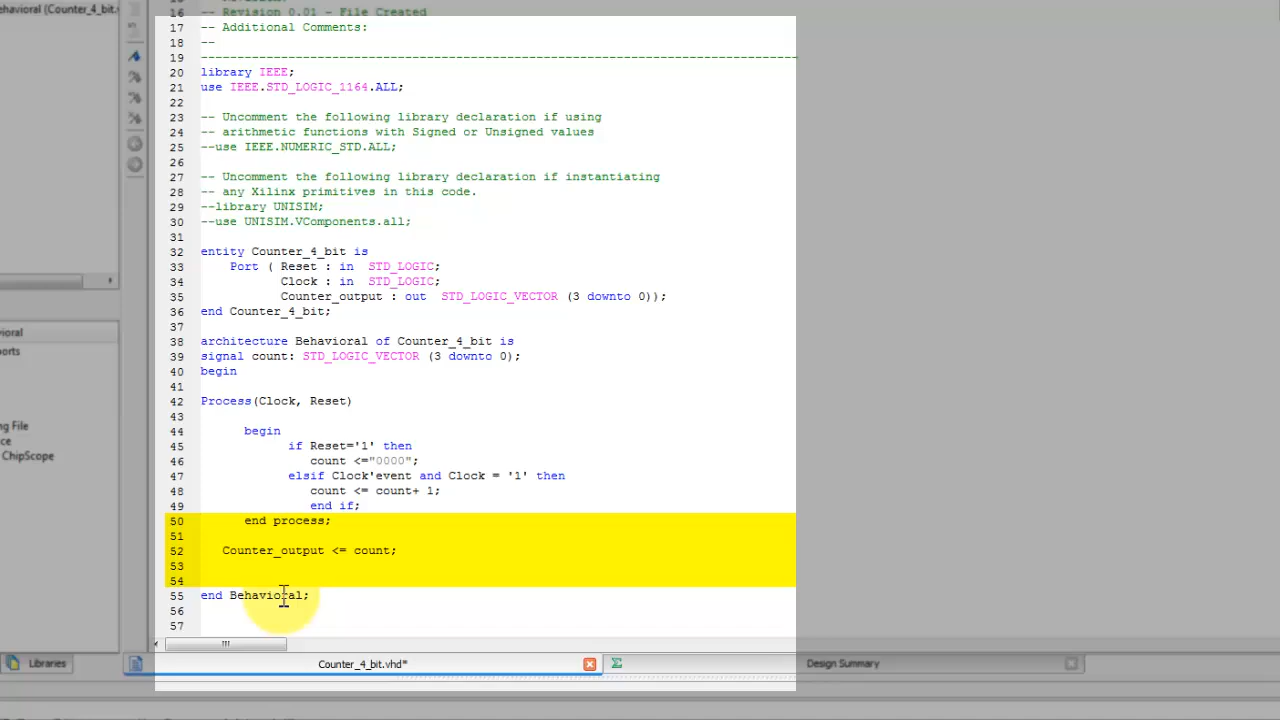 ehavioral (Counter_4_bit.v
16 -- Revision 0.01 - File Created
17 -- Additional Comments:
18 --
19 ----------------------------------------------------------------------------------
20 library IEEE;
21 use IEEE.STD_LOGIC_1164.ALL;
22
23 -- Uncomment the following library declaration if using
24 -- arithmetic functions with Signed or Unsigned values
25 --use IEEE.NUMERIC_STD.ALL;
26
27 -- Uncomment the following library declaration if instantiating
28 -- any Xilinx primitives in this code.
29 --library UNISIM;
30 --use UNISIM.VComponents.all;
31
32 entity Counter_4_bit is
33     Port ( Reset : in  STD_LOGIC;
34            Clock : in  STD_LOGIC;
35            Counter_output : out  STD_LOGIC_VECTOR (3 downto 0));
36 end Counter_4_bit;
37
38 architecture Behavioral of Counter_4_bit is
39 signal count: STD_LOGIC_VECTOR (3 downto 0);
40 begin
41
42 Process(Clock, Reset)
43
44       begin
45             if Reset='1' then
46                count <="0000";
47             elsif Clock'event and Clock = '1' then
48                count <= count+ 1;
49                end if;
50       end process;
51
52    Counter_output <= count;
53
54
55 end Behavioral;
56
57
ioral
ports
ng File
ce
ChipScope
Libraries
Counter_4_bit.vhd*
Σ
Design Summary